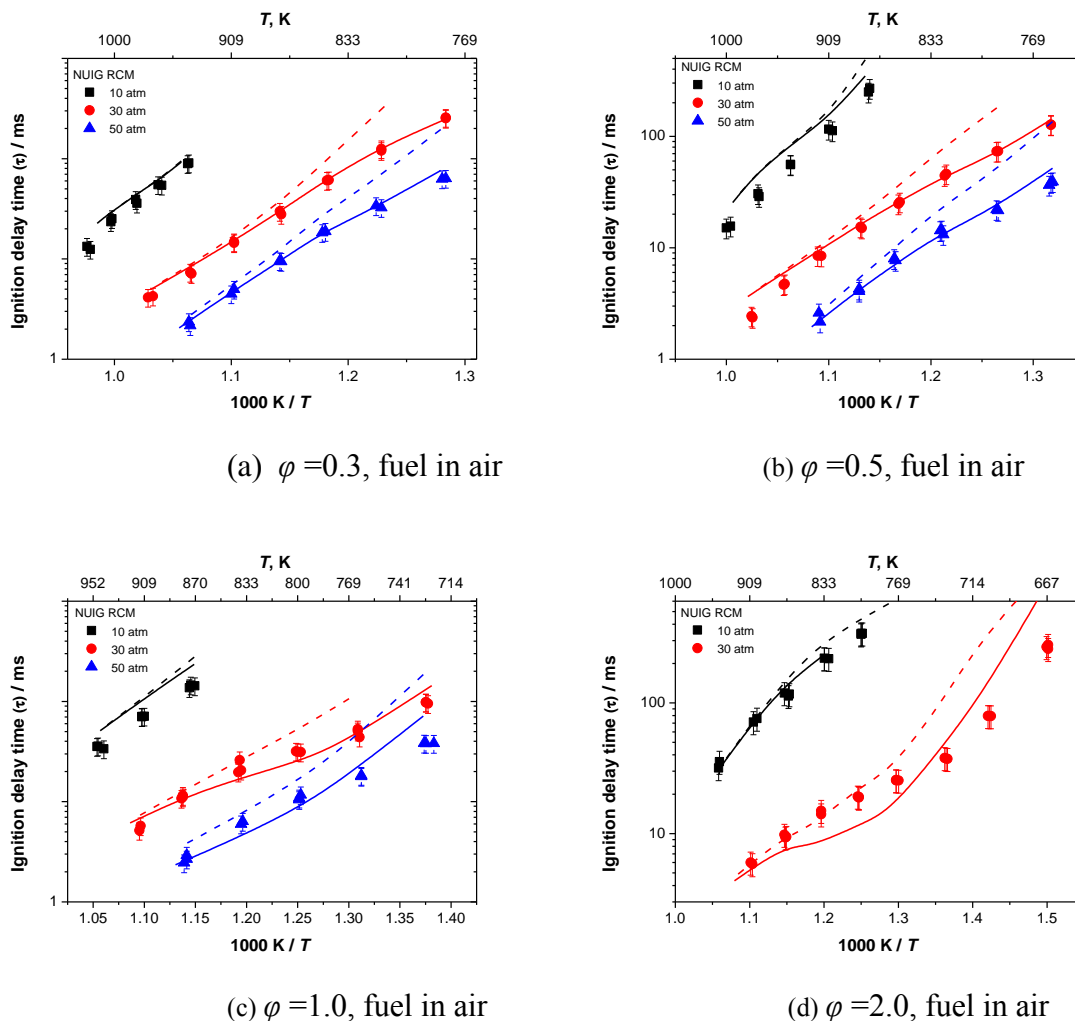 T, K
1000 909 833 769
NUIG RCM
10 atm
30 atm
50 atm
Ignition delay time (τ) / ms
1
1.0 1.1 1.2 1.3
1000 K / T
(a) φ =0.3, fuel in air
T, K
1000 909 833 769
NUIG RCM
10 atm
30 atm
50 atm
Ignition delay time (τ) / ms
100
10
1
1.0 1.1 1.2 1.3
1000 K / T
(b) φ =0.5, fuel in air
T, K
952 909 870 833 800 769 741 714
NUIG RCM
10 atm
30 atm
50 atm
Ignition delay time (τ) / ms
1
1.05 1.10 1.15 1.20 1.25 1.30 1.35 1.40
1000 K / T
(c) φ =1.0, fuel in air
T, K
1000 909 833 769 714 667
NUIG RCM
10 atm
30 atm
Ignition delay time (τ) / ms
100
10
1.0 1.1 1.2 1.3 1.4 1.5
1000 K / T
(d) φ =2.0, fuel in air